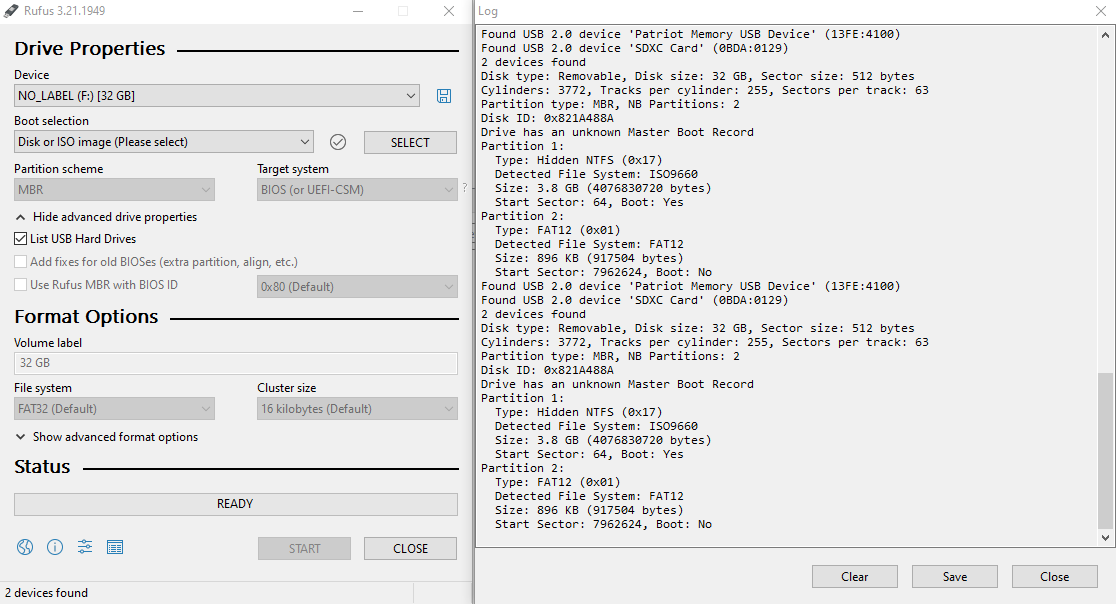 Rufus 3.21.1949
Drive Properties
Device
NO_LABEL (F:) [32 GB]
Boot selection
Disk or ISO image (Please select)
SELECT
Partition scheme
Target system
MBR
BIOS (or UEFI-CSM)
?
Hide advanced drive properties
List USB Hard Drives
Add fixes for old BIOSes (extra partition, align, etc.)
Use Rufus MBR with BIOS ID
0x80 (Default)
Format Options
Volume label
32 GB
File system
Cluster size
FAT32 (Default)
16 kilobytes (Default)
Show advanced format options
Status
READY
START
CLOSE
2 devices found
Log
Found USB 2.0 device 'Patriot Memory USB Device' (13FE:4100)
Found USB 2.0 device 'SDXC Card' (0BDA:0129)
2 devices found
Disk type: Removable, Disk size: 32 GB, Sector size: 512 bytes
Cylinders: 3772, Tracks per cylinder: 255, Sectors per track: 63
Partition type: MBR, NB Partitions: 2
Disk ID: 0x821A488A
Drive has an unknown Master Boot Record
Partition 1:
Type: Hidden NTFS (0x17)
Detected File System: ISO9660
Size: 3.8 GB (4076830720 bytes)
Start Sector: 64, Boot: Yes
Partition 2:
Type: FAT12 (0x01)
Detected File System: FAT12
Size: 896 KB (917504 bytes)
Start Sector: 7962624, Boot: No
Found USB 2.0 device 'Patriot Memory USB Device' (13FE:4100)
Found USB 2.0 device 'SDXC Card' (0BDA:0129)
2 devices found
Disk type: Removable, Disk size: 32 GB, Sector size: 512 bytes
Cylinders: 3772, Tracks per cylinder: 255, Sectors per track: 63
Partition type: MBR, NB Partitions: 2
Disk ID: 0x821A488A
Drive has an unknown Master Boot Record
Partition 1:
Type: Hidden NTFS (0x17)
Detected File System: ISO9660
Size: 3.8 GB (4076830720 bytes)
Start Sector: 64, Boot: Yes
Partition 2:
Type: FAT12 (0x01)
Detected File System: FAT12
Size: 896 KB (917504 bytes)
Start Sector: 7962624, Boot: No
Clear
Save
Close